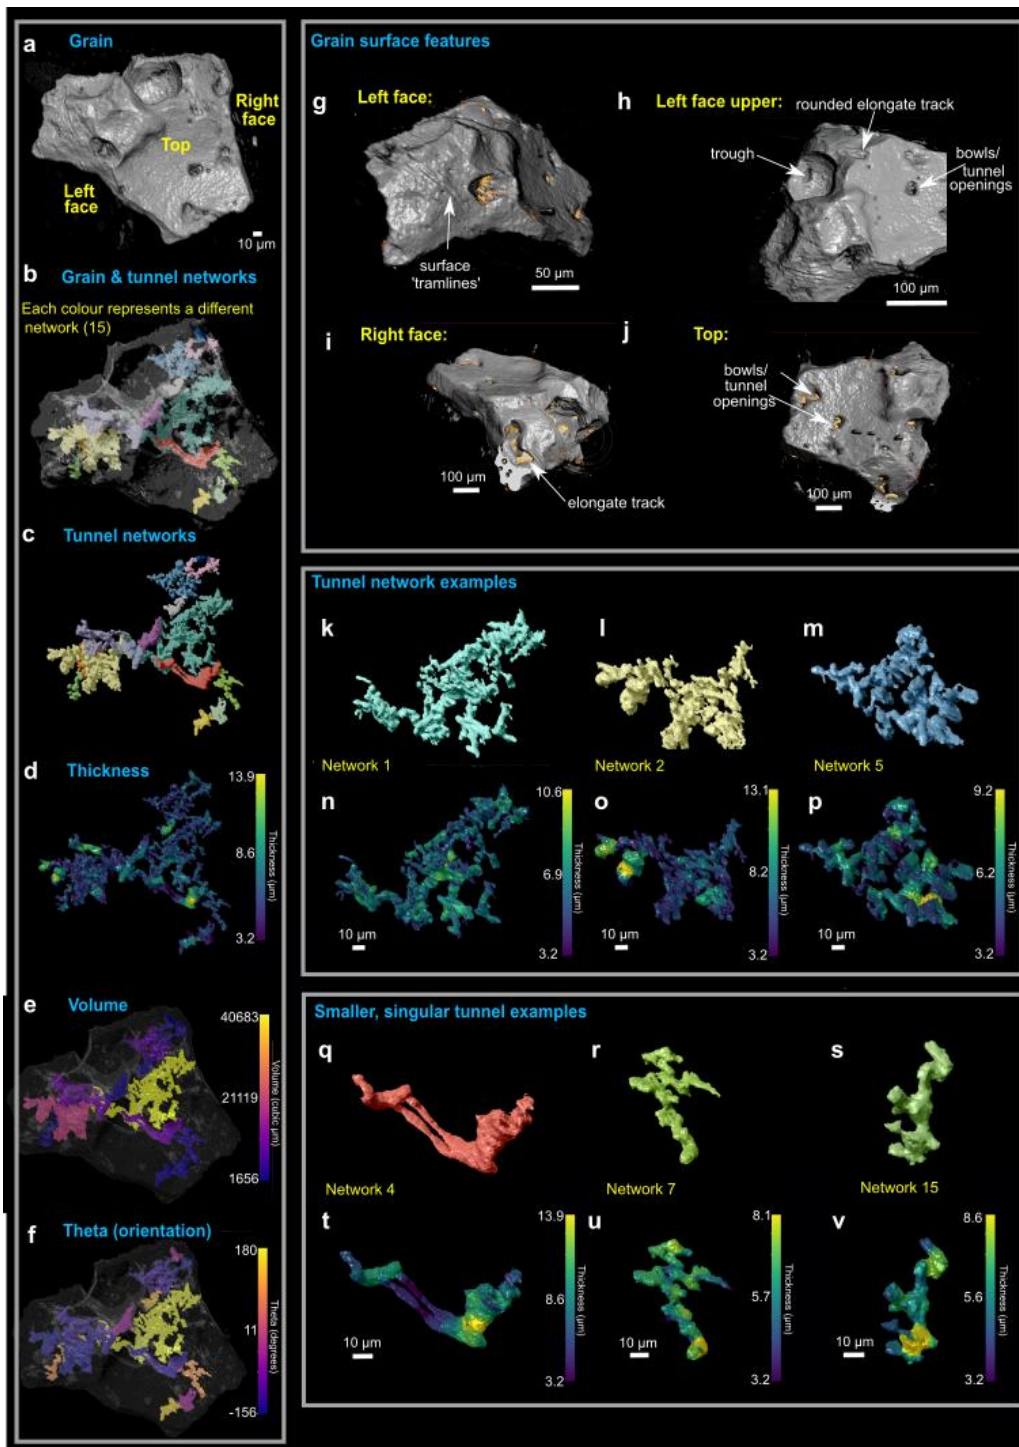 a Grain
Right
face
Top
Left
face
10 µm
b Grain & tunnel networks
Each colour represents a different
network (15)
c Tunnel networks
d Thickness
13.9
8.6
3.2
Thickness (µm)
e Volume
40683
21119
1656
Volume (cubic µm)
f Theta (orientation)
180
11
-156
Theta (degrees)
Grain surface features
g Left face:
surface
'tramlines'
50 µm
h Left face upper:
rounded elongate track
trough
bowls/
tunnel
openings
100 µm
i Right face:
100 µm
elongate track
j Top:
bowls/
tunnel
openings
100 µm
Tunnel network examples
k
l
m
Network 1
Network 2
Network 5
n
10.6
6.9
3.2
Thickness (µm)
10 µm
o
13.1
8.2
3.2
Thickness (µm)
10 µm
p
9.2
6.2
3.2
Thickness (µm)
10 µm
Smaller, singular tunnel examples
q
r
s
Network 4
Network 7
Network 15
t
13.9
8.6
3.2
Thickness (µm)
10 µm
u
8.1
5.7
3.2
Thickness (µm)
10 µm
v
8.6
5.6
3.2
Thickness (µm)
10 µm